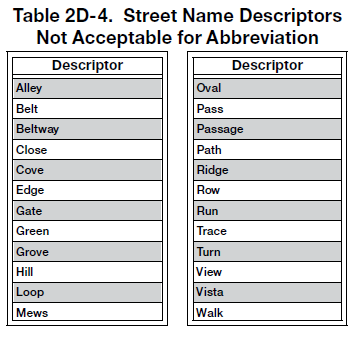 Table 2D-4. Street Name Descriptors
Not Acceptable for Abbreviation
Descriptor
Alley
Belt
Beltway
Close
Cove
Edge
Gate
Green
Grove
Hill
Loop
Mews
Descriptor
Oval
Pass
Passage
Path
Ridge
Row
Run
Trace
Turn
View
Vista
Walk